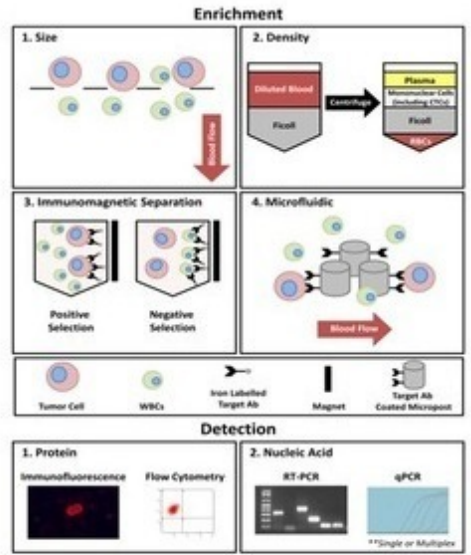 Enrichment
1. Size
Blood Flow
2. Density
Diluted Blood
Ficoll
Centrifuge
Plasma
Mononuclear Cells
(including CTCs)
Ficoll
RBCs
3. Immunomagnetic Separation
Positive
Selection
Negative
Selection
4. Microfluidic
Blood Flow
Tumor Cell
WBCs
Iron Labelled
Target Ab
Magnet
Target Ab
Coated Micropost
Detection
1. Protein
Immunofluorescence
Flow Cytometry
2. Nucleic Acid
RT-PCR
qPCR
**Single or Multiplex